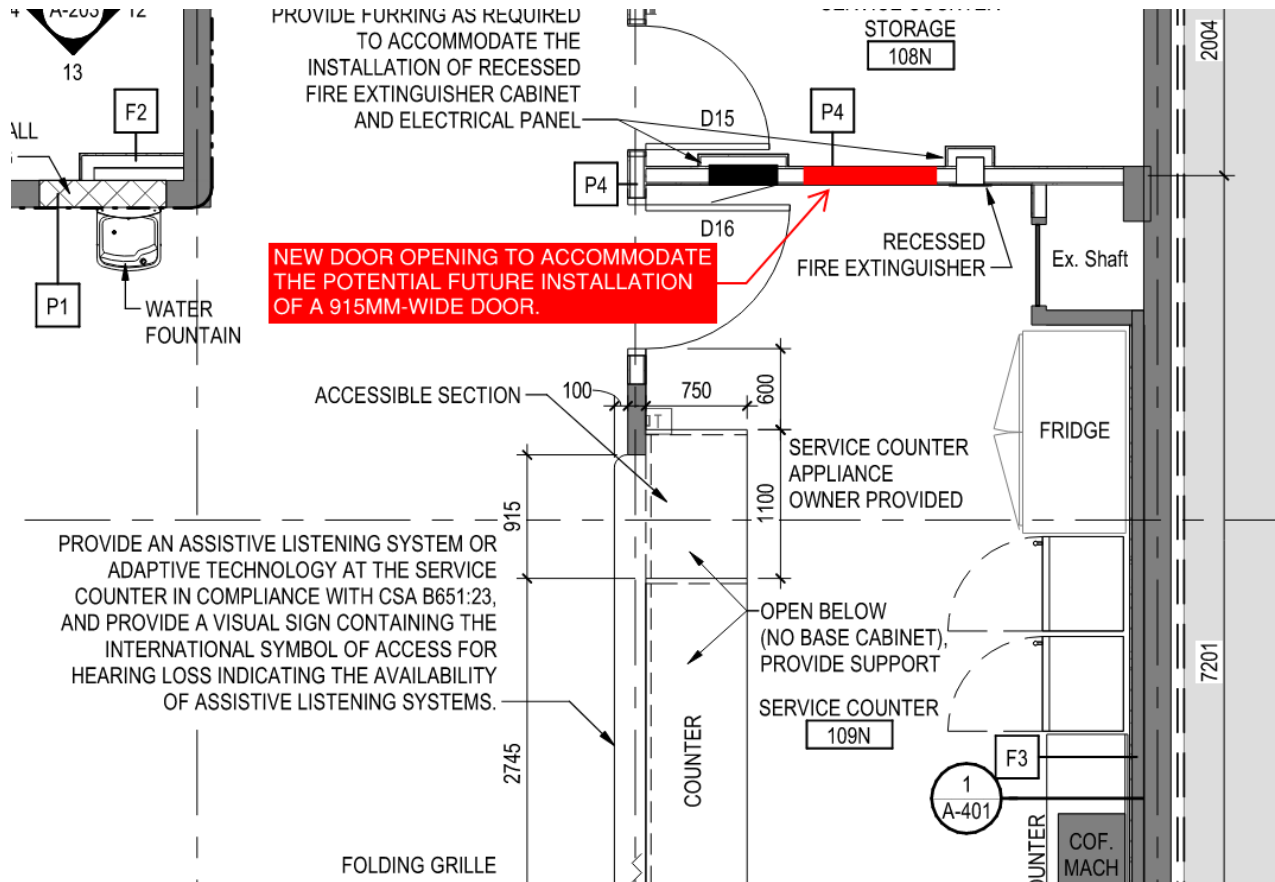 A-203
12
13
F2
P1
WATER
FOUNTAIN
PROVIDE FURRING AS REQUIRED
TO ACCOMMODATE THE
INSTALLATION OF RECESSED
FIRE EXTINGUISHER CABINET
AND ELECTRICAL PANEL
STORAGE
108N
2004
D15
P4
P4
D16
RECESSED
FIRE EXTINGUISHER
Ex. Shaft
NEW DOOR OPENING TO ACCOMMODATE
THE POTENTIAL FUTURE INSTALLATION
OF A 915MM-WIDE DOOR.
ACCESSIBLE SECTION
100
750
600
T
FRIDGE
SERVICE COUNTER
APPLIANCE
OWNER PROVIDED
915
1100
PROVIDE AN ASSISTIVE LISTENING SYSTEM OR
ADAPTIVE TECHNOLOGY AT THE SERVICE
COUNTER IN COMPLIANCE WITH CSA B651:23,
AND PROVIDE A VISUAL SIGN CONTAINING THE
INTERNATIONAL SYMBOL OF ACCESS FOR
HEARING LOSS INDICATING THE AVAILABILITY
OF ASSISTIVE LISTENING SYSTEMS.
OPEN BELOW
(NO BASE CABINET),
PROVIDE SUPPORT
7201
SERVICE COUNTER
109N
2745
COUNTER
F3
1
A-401
COF.
MACH
FOLDING GRILLE